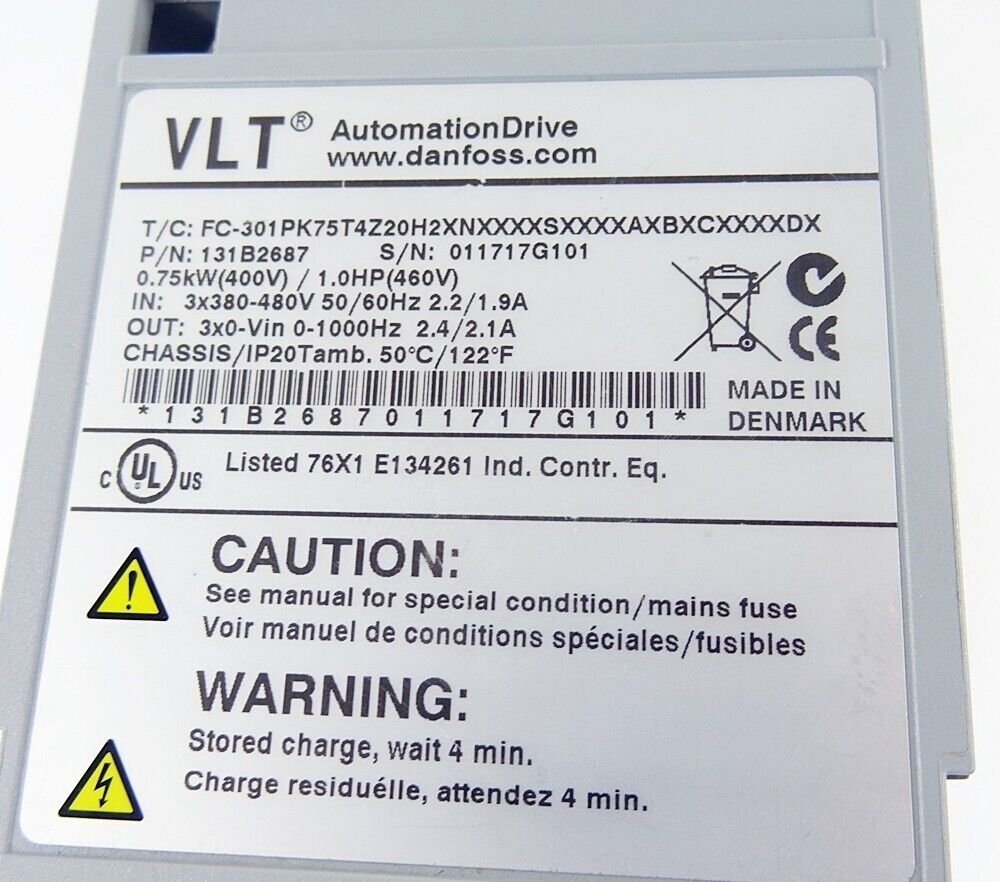 VLT® AutomationDrive
www.danfoss.com
T/C: FC-301PK75T4Z20H2XNXXXXSXXXXAXBXCXXXXDX
P/N: 131B2687 S/N: 011717G101
0.75kW(400V) / 1.0HP(460V)
IN: 3x380-480V 50/60Hz 2.2/1.9A
OUT: 3x0-Vin 0-1000Hz 2.4/2.1A
CHASSIS/IP20Tamb. 50°C/122°F
CE
*131B2687011717G101*
MADE IN
DENMARK
C UL US Listed 76X1 E134261 Ind. Contr. Eq.
CAUTION:
See manual for special condition/mains fuse
Voir manuel de conditions spéciales/fusibles
WARNING:
Stored charge, wait 4 min.
Charge residuélle, attendez 4 min.